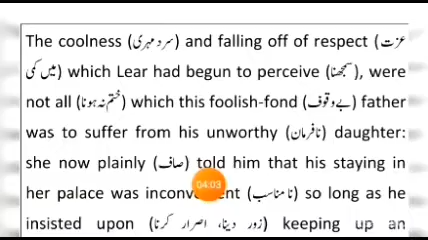 The coolness (سرد مہری) and falling off of respect (عزت
میں کمی) which Lear had begun to perceive (سمجھنا), were
not all (ختم نہ ہونا) which this foolish-fond (بے وقوف) father
was to suffer from his unworthy (نافرمان) daughter:
she now plainly (صاف) told him that his staying in
her palace was (نامناسب) so long as he
insisted upon (زور دینا، اصرار کرنا) keeping up an
04:03